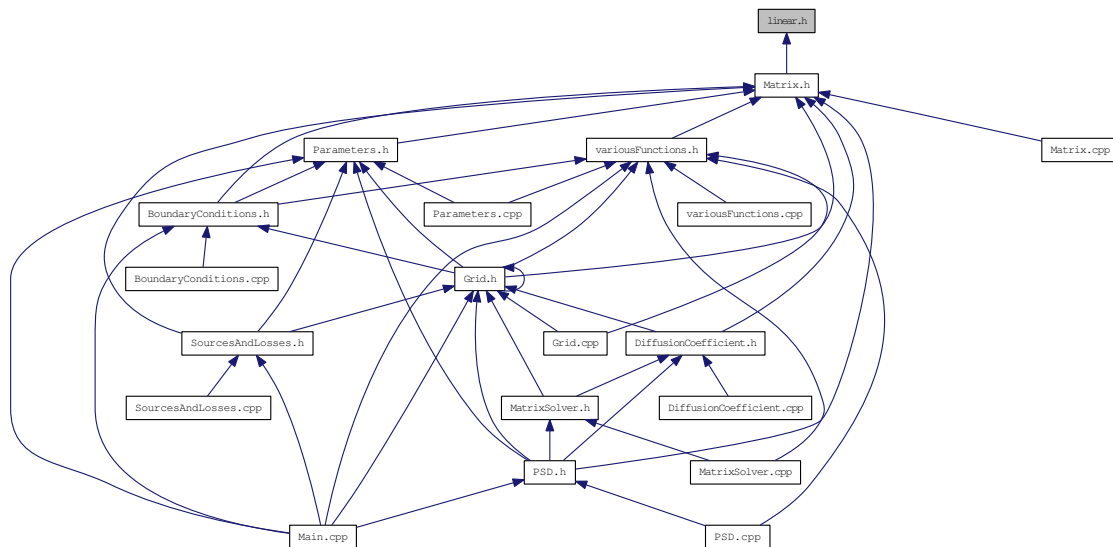 linear.h
Matrix.h
Parameters.h
variousFunctions.h
Matrix.cpp
BoundaryConditions.h
Parameters.cpp
variousFunctions.cpp
BoundaryConditions.cpp
Grid.h
SourcesAndLosses.h
Grid.cpp
DiffusionCoefficient.h
SourcesAndLosses.cpp
MatrixSolver.h
DiffusionCoefficient.cpp
PSD.h
MatrixSolver.cpp
Main.cpp
PSD.cpp